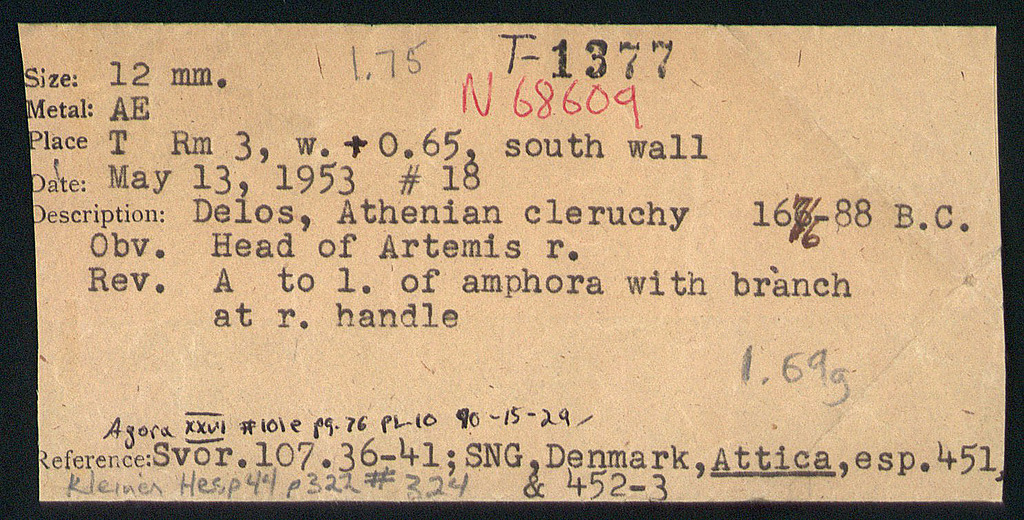 1.75 T-1377
Size: 12 mm.
N 68609
Metal: AE
Place T Rm 3, w. + 0.65, south wall
Date: May 13, 1953 # 18
Description: Delos, Athenian cleruchy 166-88 B.C.
Obv. Head of Artemis r.
Rev. A to l. of amphora with branch
at r. handle
1.69g
Agora XXVI #101e pg. 76 pl-10 90-15-29
Reference: Svor.107.36-41; SNG, Denmark, Attica, esp. 451,
& 452-3
Kleiner Hesp 44 p322 # 324